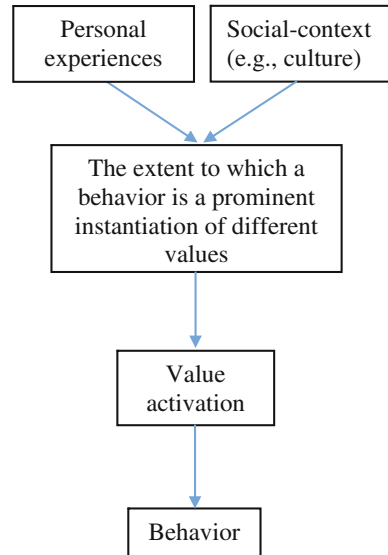 Personal
experiences
Social-context
(e.g., culture)
The extent to which a
behavior is a prominent
instantiation of different
values
Value
activation
Behavior